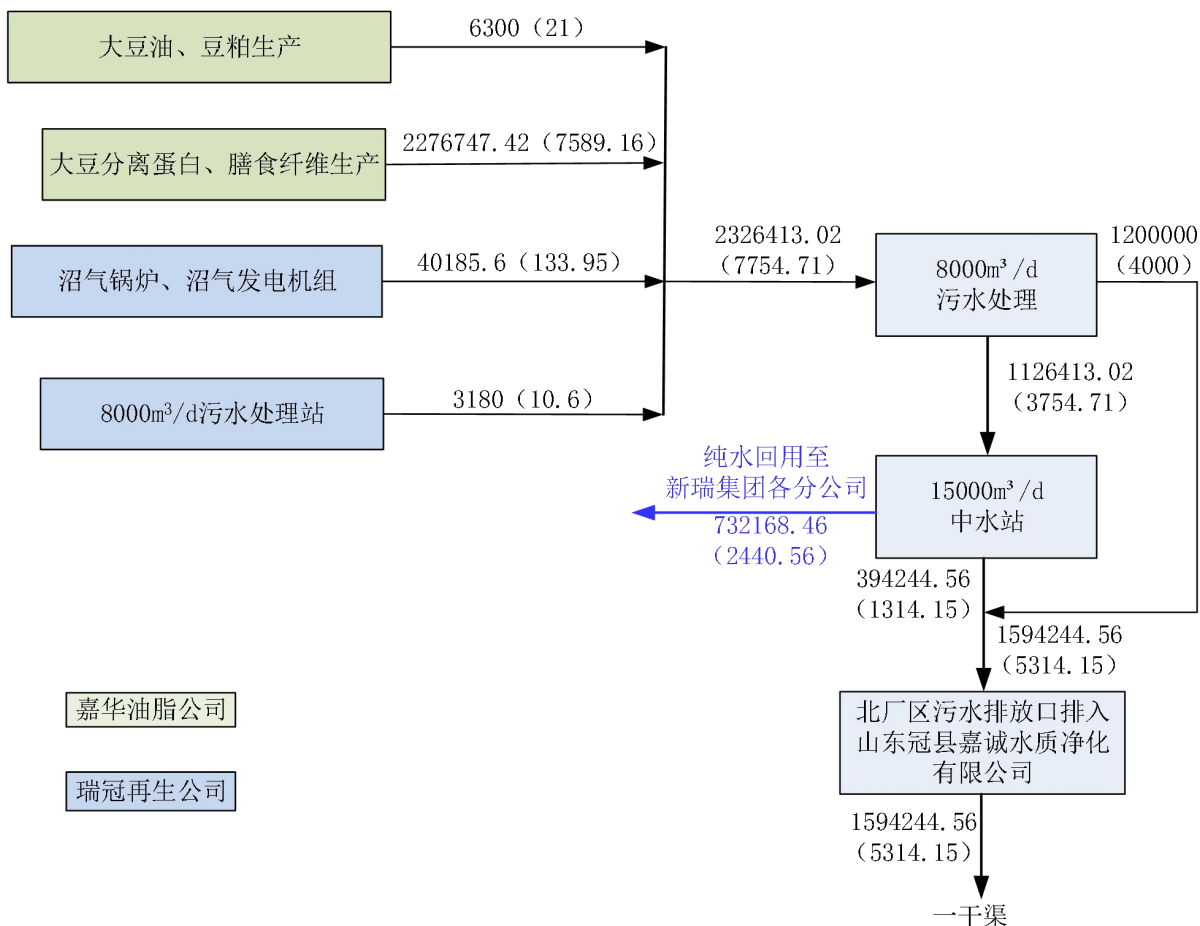 大豆油、豆粕生产
6300（21）
大豆分离蛋白、膳食纤维生产
2276747.42（7589.16）
沼气锅炉、沼气发电机组
40185.6（133.95）
2326413.02
（7754.71）
8000m³/d
污水处理
1200000
（4000）
8000m³/d污水处理站
3180（10.6）
1126413.02
（3754.71）
纯水回用至
新瑞集团各分公司
732168.46
（2440.56）
15000m³/d
中水站
394244.56
（1314.15）
1594244.56
（5314.15）
嘉华油脂公司
瑞冠再生公司
北厂区污水排放口排入
山东冠县嘉诚水质净化
有限公司
1594244.56
（5314.15）
一干渠